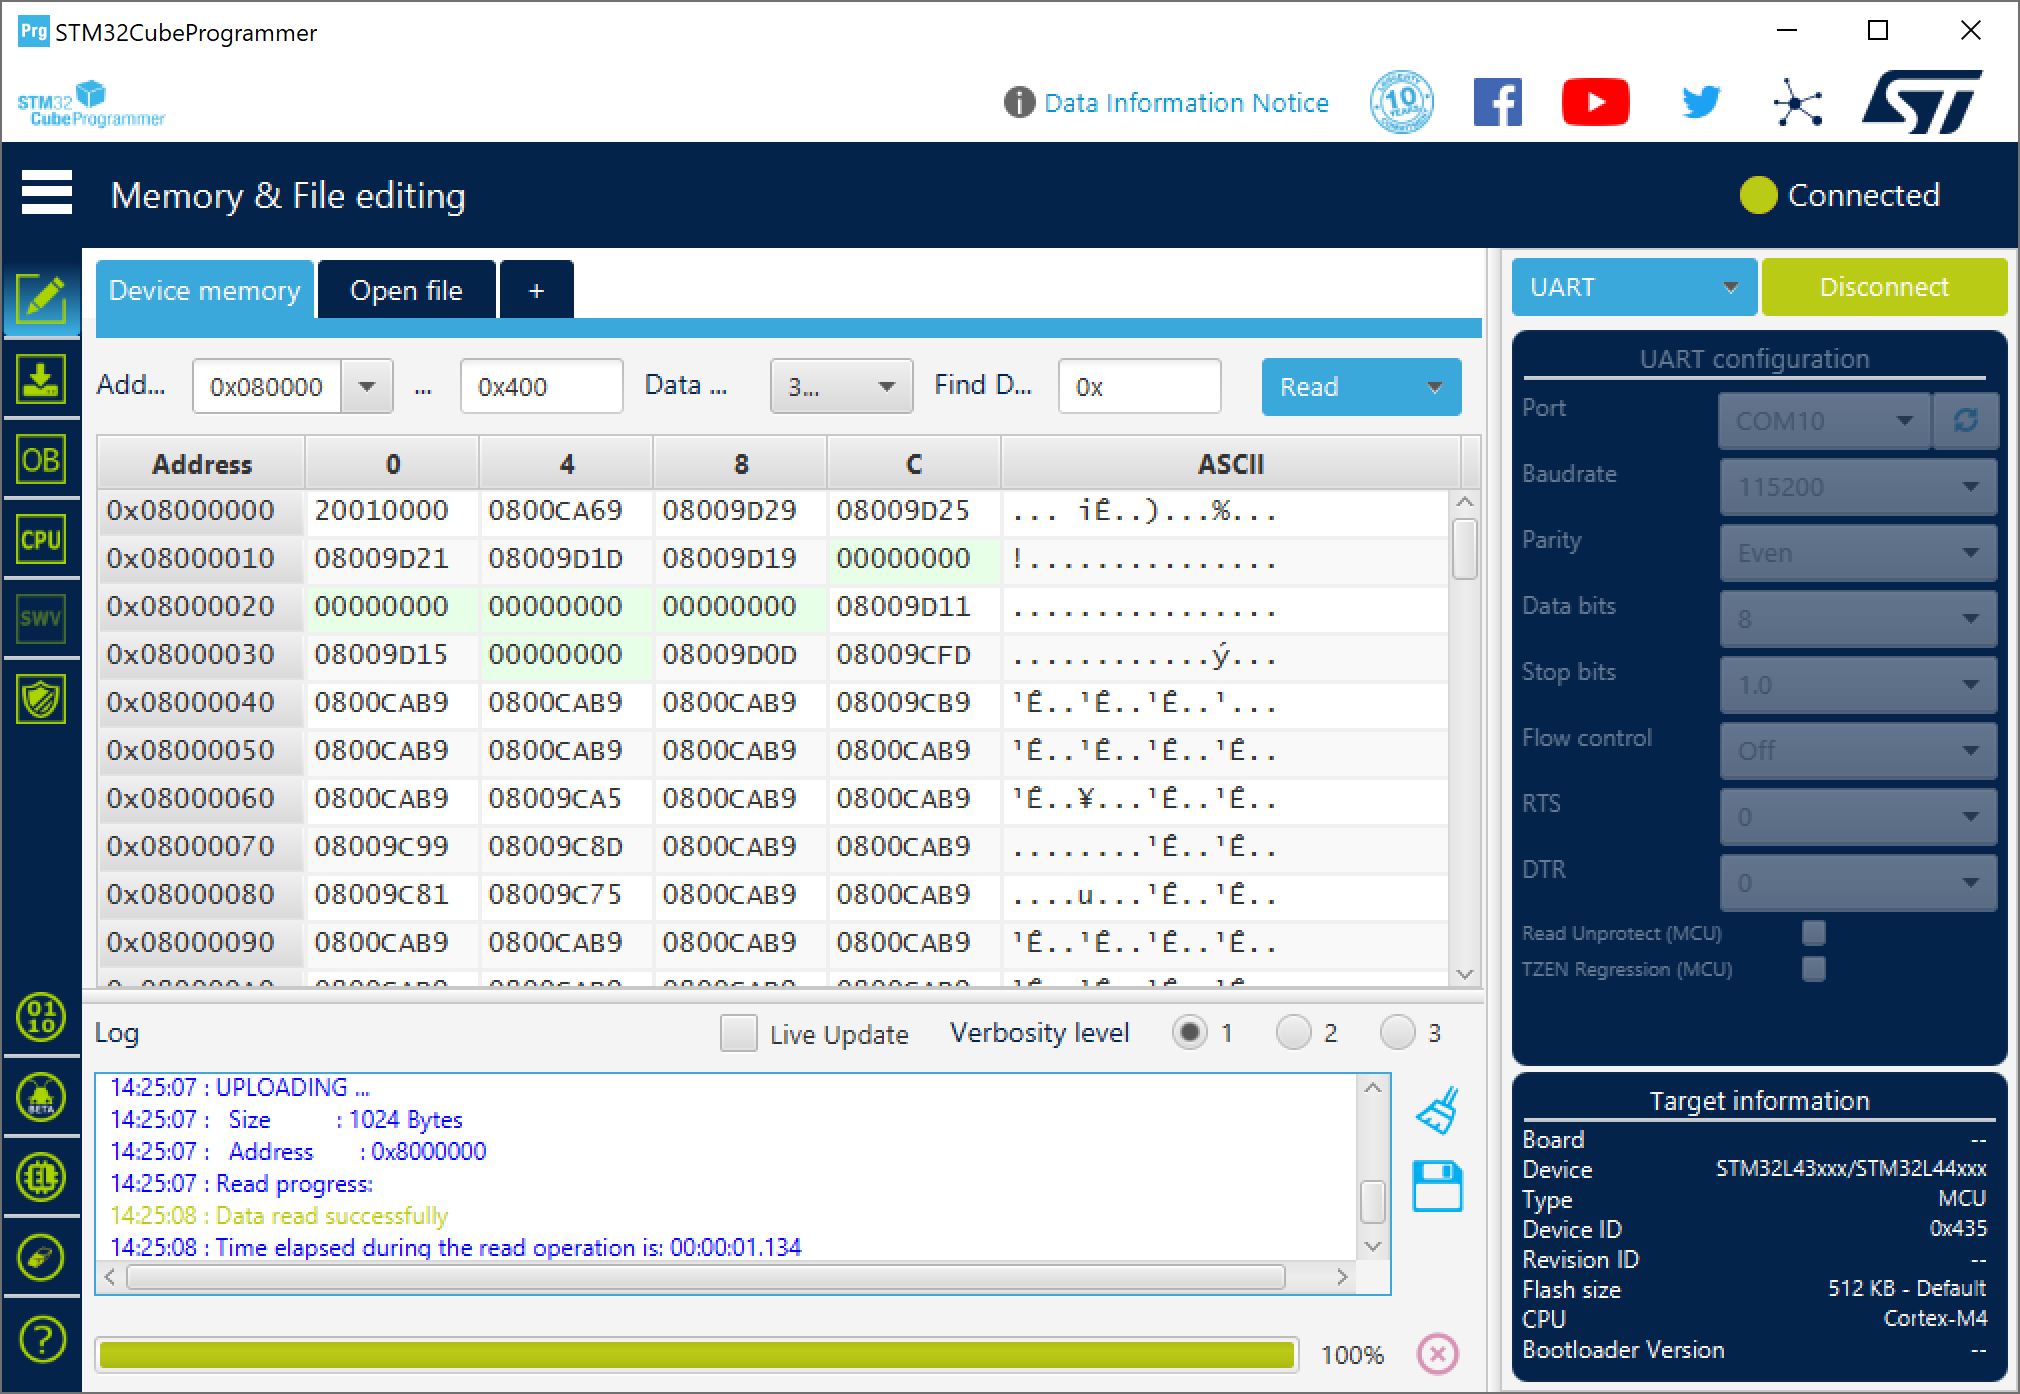 Prg STM32CubeProgrammer
STM32
CubeProgrammer
Data Information Notice
10
YEARS
ST
Memory & File editing
Connected
Device memory
Open file
+
UART
Disconnect
Add...
0x080000
...
0x400
Data ...
3...
Find D...
0x
Read
Address 0 4 8 C ASCII
0x08000000 20010000 0800CA69 08009D29 08009D25 ... iÊ..)...%...
0x08000010 08009D21 08009D1D 08009D19 00000000 !...............
0x08000020 00000000 00000000 00000000 08009D11 ................
0x08000030 08009D15 00000000 08009D0D 08009CFD ............ý...
0x08000040 0800CAB9 0800CAB9 0800CAB9 08009CB9 ¹Ê..¹Ê..¹Ê..¹...
0x08000050 0800CAB9 0800CAB9 0800CAB9 0800CAB9 ¹Ê..¹Ê..¹Ê..¹Ê..
0x08000060 0800CAB9 08009CA5 0800CAB9 0800CAB9 ¹Ê..¥...¹Ê..¹Ê..
0x08000070 08009C99 08009C8D 0800CAB9 0800CAB9 ........¹Ê..¹Ê..
0x08000080 08009C81 08009C75 0800CAB9 0800CAB9 ....u...¹Ê..¹Ê..
0x08000090 0800CAB9 0800CAB9 0800CAB9 0800CAB9 ¹Ê..¹Ê..¹Ê..¹Ê..
OB
CPU
SWV
01
10
BETA
EL
?
Log
Live Update
Verbosity level
1
2
3
14:25:07 : UPLOADING ...
14:25:07 : Size : 1024 Bytes
14:25:07 : Address : 0x8000000
14:25:07 : Read progress:
14:25:08 : Data read successfully
14:25:08 : Time elapsed during the read operation is: 00:00:01.134
100%
UART configuration
Port COM10
Baudrate 115200
Parity Even
Data bits 8
Stop bits 1.0
Flow control Off
RTS 0
DTR 0
Read Unprotect (MCU)
TZEN Regression (MCU)
Target information
Board --
Device STM32L43xxx/STM32L44xxx
Type MCU
Device ID 0x435
Revision ID --
Flash size 512 KB - Default
CPU Cortex-M4
Bootloader Version --